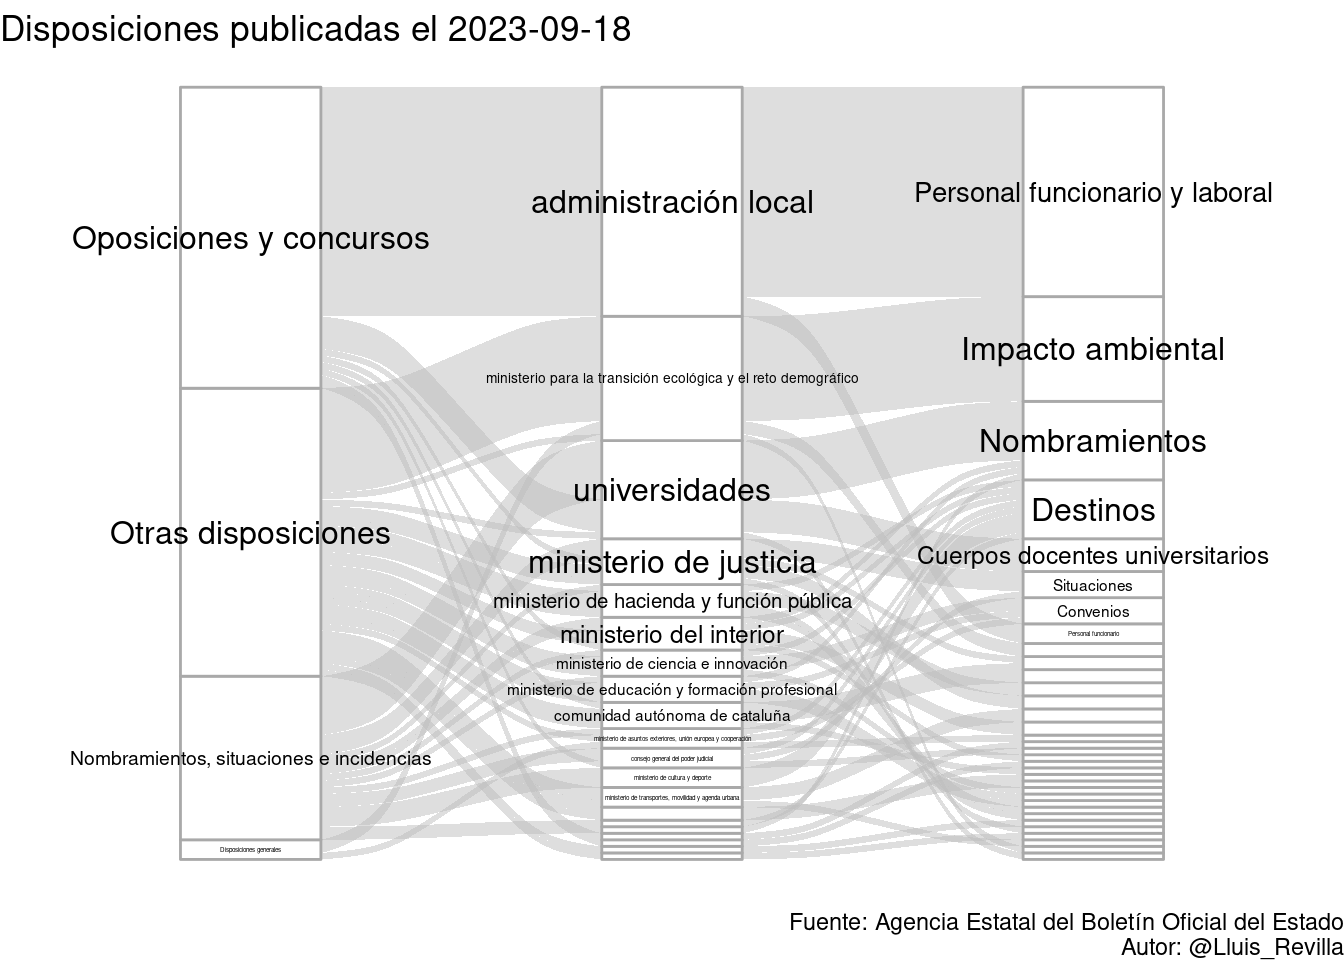 Disposiciones publicadas el 2023-09-18
Oposiciones y concursos
Otras disposiciones
Nombramientos, situaciones e incidencias
Disposiciones generales
administración local
ministerio para la transición ecológica y el reto demográfico
universidades
ministerio de justicia
ministerio de hacienda y función pública
ministerio del interior
ministerio de ciencia e innovación
ministerio de educación y formación profesional
comunidad autónoma de cataluña
ministerio de asuntos exteriores, unión europea y cooperación
consejo general del poder judicial
ministerio de cultura y deporte
ministerio de transportes, movilidad y agenda urbana
Personal funcionario y laboral
Impacto ambiental
Nombramientos
Destinos
Cuerpos docentes universitarios
Situaciones
Convenios
Personal funcionario
Fuente: Agencia Estatal del Boletín Oficial del Estado
Autor: @Lluis_Revilla